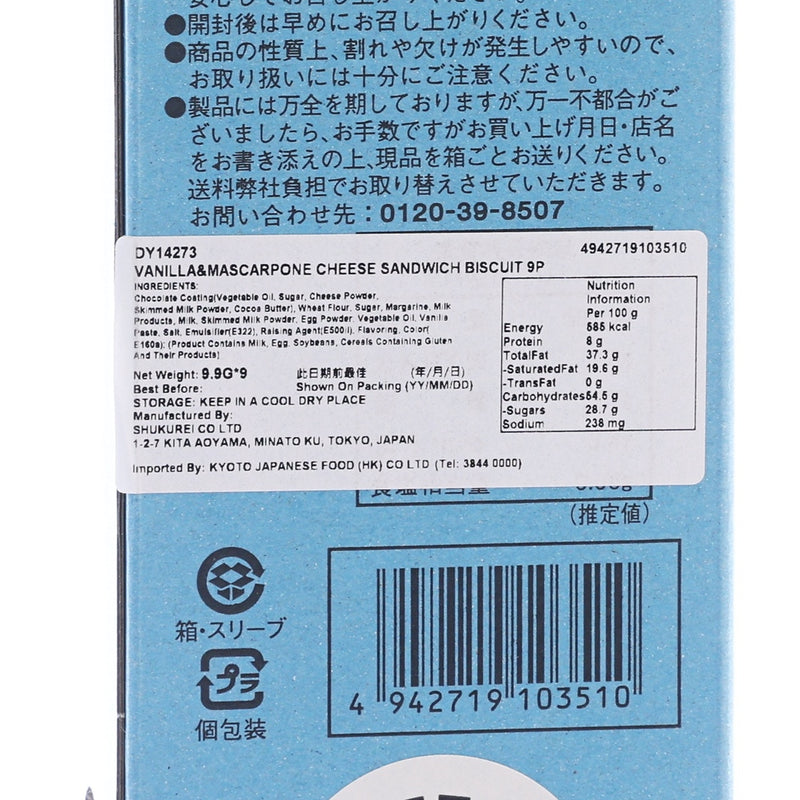 安心してお召し上がりください。
●開封後は早めにお召し上がりください。
●商品の性質上、割れや欠けが発生しやすいので、
お取り扱いには十分にご注意ください。
●製品には万全を期しておりますが、万一不都合がご
ざいましたら、お手数ですがお買い上げ月日・店名
をお書き添えの上、現品を箱ごとお送りください。
送料弊社負担でお取り替えさせていただきます。
お問い合わせ先：0120-39-8507
DY14273 4942719103510
VANILLA&MASCARPONE CHEESE SANDWICH BISCUIT 9P
INGREDIENTS:
Chocolate Coating(Vegetable Oil, Sugar, Cheese Powder,
Skimmed Milk Powder, Cocoa Butter), Wheat Flour, Sugar, Margarine, Milk
Products, Milk, Skimmed Milk Powder, Egg Powder, Vegetable Oil, Vanilla
Paste, Salt, Emulsifier(E322), Raising Agent(E500ii), Flavoring, Color(
E160a); (Product Contains Milk, Egg, Soybeans, Cereals Containing Gluten
And Their Products)
Nutrition
Information
Per 100 g
Energy 585 kcal
Protein 8 g
TotalFat 37.3 g
-SaturatedFat 19.6 g
-TransFat 0 g
Carbohydrates 54.5 g
-Sugars 28.7 g
Sodium 238 mg
Net Weight: 9.9G*9 此日期前最佳 (年/月/日)
Best Before: Shown On Packing (YY/MM/DD)
STORAGE: KEEP IN A COOL DRY PLACE
Manufactured By:
SHUKUREI CO LTD
1-2-7 KITA AOYAMA, MINATO KU, TOKYO, JAPAN
Imported By: KYOTO JAPANESE FOOD (HK) CO LTD (Tel: 3844 0000)
食塩相当量
(推定値)
箱・スリーブ
プラ
個包装
4 942719 103510